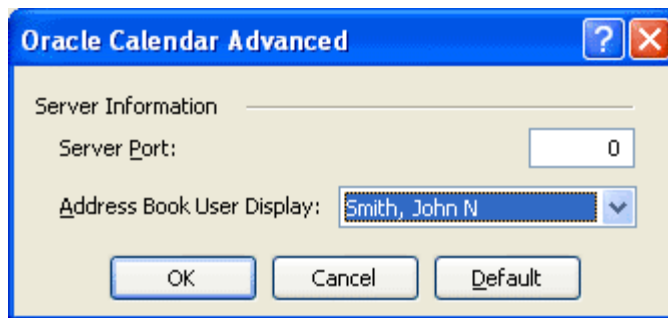 Oracle Calendar Advanced ?
Server Information
Server Port: 0
Address Book User Display: Smith, John N
OK Cancel Default